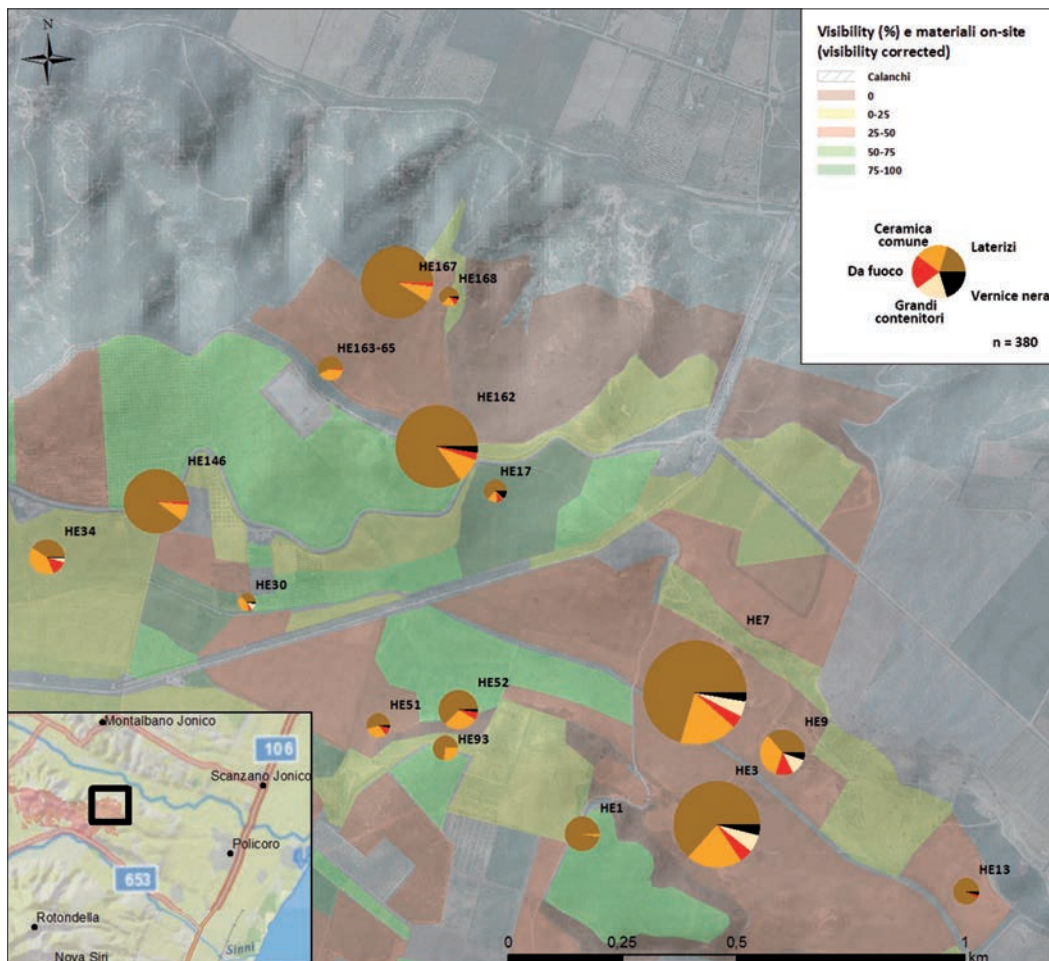 N
Visibility (%) e materiali on-site
(visibility corrected)
Calanchi
0
0-25
25-50
50-75
75-100
Ceramica
comune
Laterizi
Da fuoco
Grandi
contenitori
Vernice nera
n = 380
HE167
HE168
HE163-65
HE162
HE146
HE17
HE34
HE30
HE7
HE52
HE51
HE93
HE9
HE3
HE1
HE13
Montalbano Jonico
106
Scanzano Jonico
Policoro
653
Rotondella
Sinni
Nova Siri
0
0,25
0,5
1
km